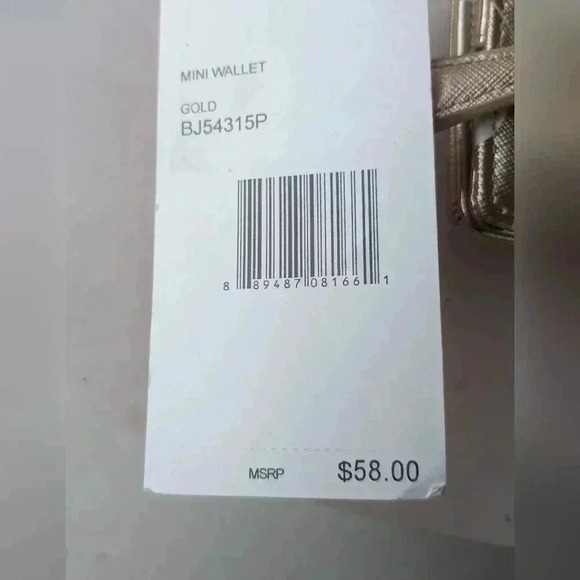 MINI WALLET
GOLD
BJ54315P
8 89487 08166 1
MSRP $58.00